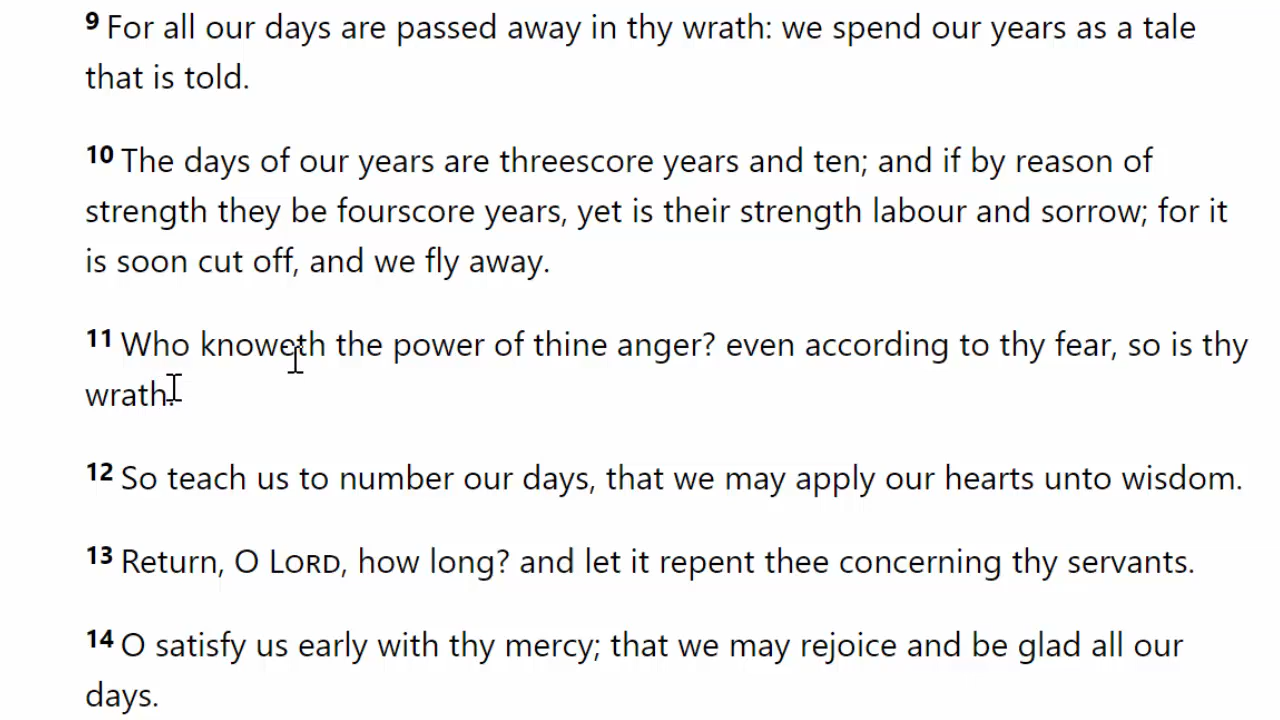 9 For all our days are passed away in thy wrath: we spend our years as a tale
that is told.
10 The days of our years are threescore years and ten; and if by reason of
strength they be fourscore years, yet is their strength labour and sorrow; for it
is soon cut off, and we fly away.
11 Who knoweth the power of thine anger? even according to thy fear, so is thy
wrath.
12 So teach us to number our days, that we may apply our hearts unto wisdom.
13 Return, O LORD, how long? and let it repent thee concerning thy servants.
14 O satisfy us early with thy mercy; that we may rejoice and be glad all our
days.